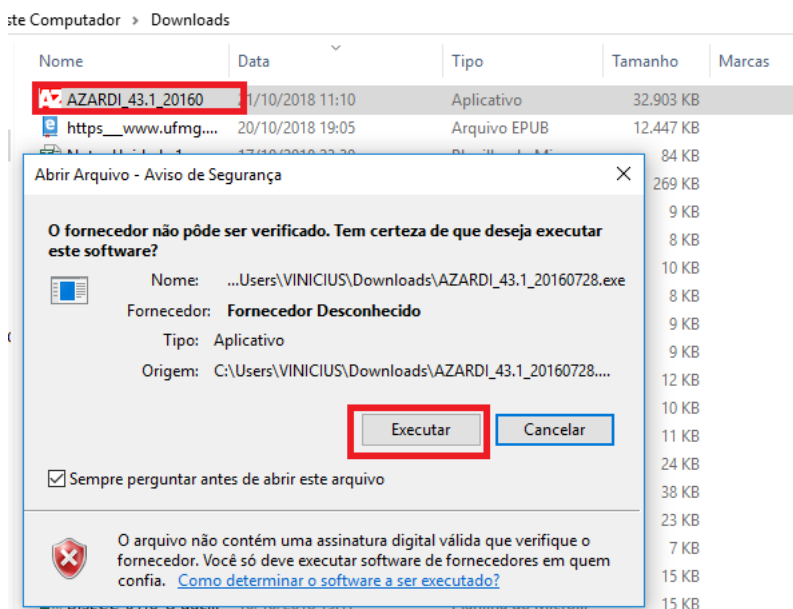 ste Computador > Downloads
Nome Data Tipo Tamanho Marcas
AZARDI_43.1_20160 21/10/2018 11:10 Aplicativo 32.903 KB
https__www.ufmg.... 20/10/2018 19:05 Arquivo EPUB 12.447 KB
84 KB
Abrir Arquivo - Aviso de Segurança
269 KB
9 KB
O fornecedor não pôde ser verificado. Tem certeza de que deseja executar
este software?
8 KB
10 KB
Nome: ...Users\VINICIUS\Downloads\AZARDI_43.1_20160728.exe
8 KB
Fornecedor: Fornecedor Desconhecido
9 KB
Tipo: Aplicativo
9 KB
Origem: C:\Users\VINICIUS\Downloads\AZARDI_43.1_20160728....
12 KB
10 KB
Executar Cancelar
11 KB
24 KB
Sempre perguntar antes de abrir este arquivo
38 KB
23 KB
O arquivo não contém uma assinatura digital válida que verifique o
7 KB
fornecedor. Você só deve executar software de fornecedores em quem
confia. Como determinar o software a ser executado?
15 KB
15 KB